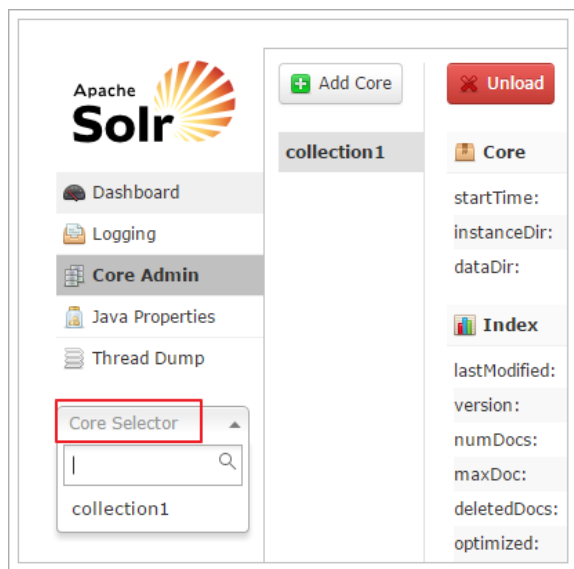 Apache
Solr
Dashboard
Logging
Core Admin
Java Properties
Thread Dump
Core Selector
collection1
Add Core
collection1
Unload
Core
startTime:
instanceDir:
dataDir:
Index
lastModified:
version:
numDocs:
maxDoc:
deletedDocs:
optimized: